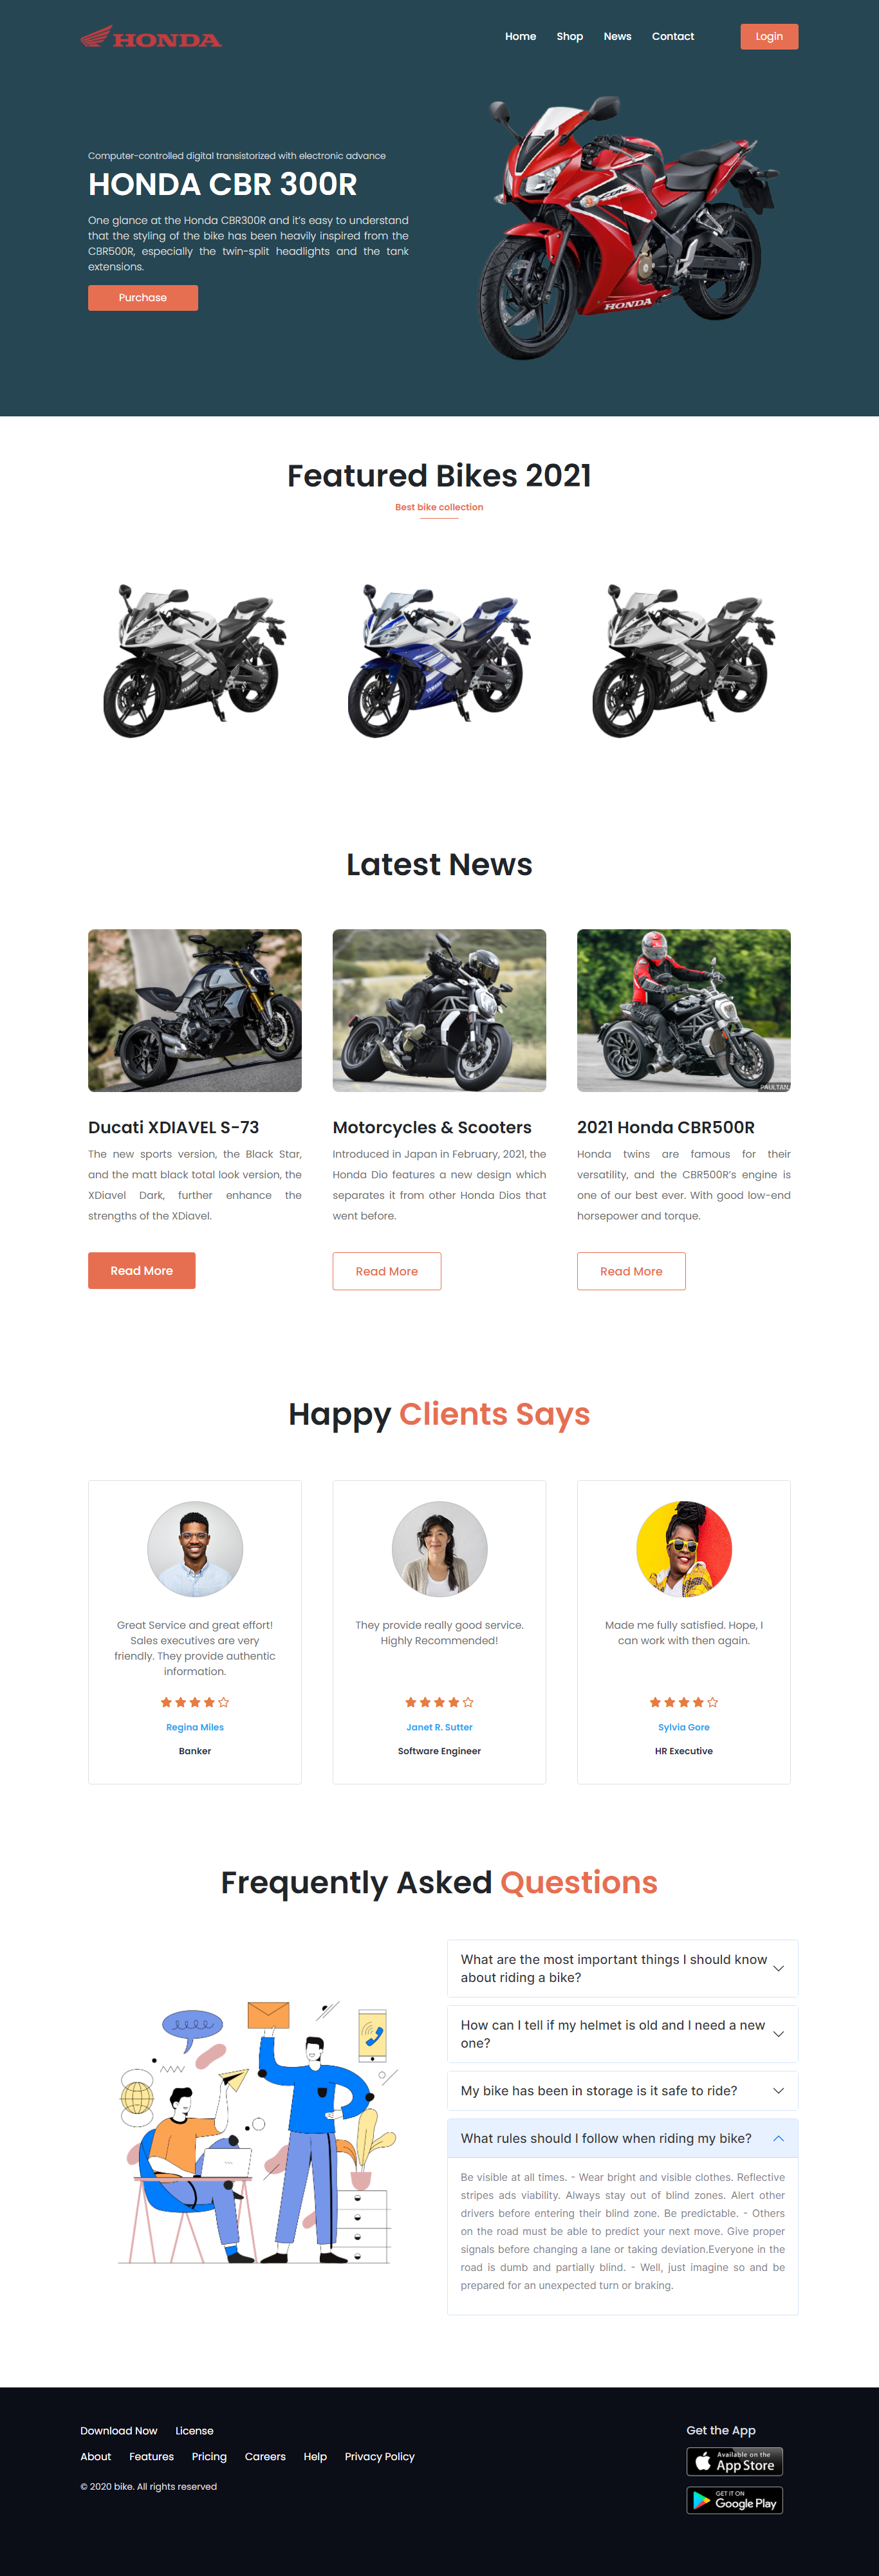 HONDA
Home Shop News Contact Login
Computer-controlled digital transistorized with electronic advance
HONDA CBR 300R
One glance at the Honda CBR300R and it's easy to understand
that the styling of the bike has been heavily inspired from the
CBR500R, especially the twin-split headlights and the tank
extensions.
Purchase
HONDA
Featured Bikes 2021
Best bike collection
Latest News
PAULTAN
Ducati XDIAVEL S-73
The new sports version, the Black Star,
and the matt black total look version, the
XDiavel Dark, further enhance the
strengths of the XDiavel.
Read More
Motorcycles & Scooters
Introduced in Japan in February, 2021, the
Honda Dio features a new design which
separates it from other Honda Dios that
went before.
Read More
2021 Honda CBR500R
Honda twins are famous for their
versatility, and the CBR500R's engine is
one of our best ever. With good low-end
horsepower and torque.
Read More
Happy Clients Says
Great Service and great effort!
Sales executives are very
friendly. They provide authentic
information.
Regina Miles
Banker
They provide really good service.
Highly Recommended!
Janet R. Sutter
Software Engineer
Made me fully satisfied. Hope, I
can work with then again.
Sylvia Gore
HR Executive
Frequently Asked Questions
What are the most important things I should know
about riding a bike?
How can I tell if my helmet is old and I need a new
one?
My bike has been in storage is it safe to ride?
What rules should I follow when riding my bike?
Be visible at all times. - Wear bright and visible clothes. Reflective
stripes ads viability. Always stay out of blind zones. Alert other
drivers before entering their blind zone. Be predictable. - Others
on the road must be able to predict your next move. Give proper
signals before changing a lane or taking deviation.Everyone in the
road is dumb and partially blind. - Well, just imagine so and be
prepared for an unexpected turn or braking.
Download Now License
About Features Pricing Careers Help Privacy Policy
© 2020 bike. All rights reserved
Get the App
Available on the
App Store
GET IT ON
Google Play